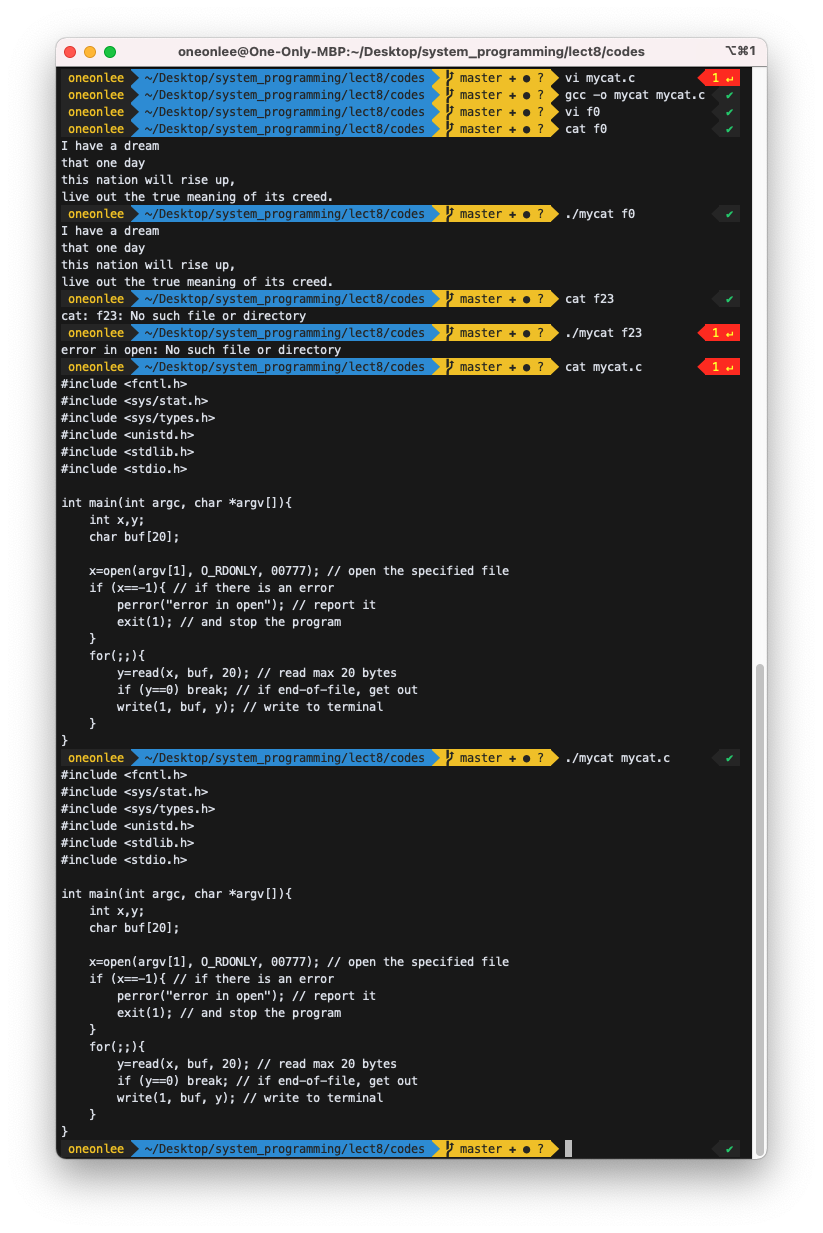 oneonlee@One-Only-MBP:~/Desktop/system_programming/lect8/codes ⌥⌘1
oneonlee ~/Desktop/system_programming/lect8/codes master ✚ ● ? vi mycat.c 1 ↵
oneonlee ~/Desktop/system_programming/lect8/codes master ✚ ● ? gcc -o mycat mycat.c ✔
oneonlee ~/Desktop/system_programming/lect8/codes master ✚ ● ? vi f0 ✔
oneonlee ~/Desktop/system_programming/lect8/codes master ✚ ● ? cat f0 ✔
I have a dream
that one day
this nation will rise up,
live out the true meaning of its creed.
oneonlee ~/Desktop/system_programming/lect8/codes master ✚ ● ? ./mycat f0 ✔
I have a dream
that one day
this nation will rise up,
live out the true meaning of its creed.
oneonlee ~/Desktop/system_programming/lect8/codes master ✚ ● ? cat f23 ✔
cat: f23: No such file or directory
oneonlee ~/Desktop/system_programming/lect8/codes master ✚ ● ? ./mycat f23 1 ↵
error in open: No such file or directory
oneonlee ~/Desktop/system_programming/lect8/codes master ✚ ● ? cat mycat.c 1 ↵
#include <fcntl.h>
#include <sys/stat.h>
#include <sys/types.h>
#include <unistd.h>
#include <stdlib.h>
#include <stdio.h>

int main(int argc, char *argv[]){
    int x,y;
    char buf[20];

    x=open(argv[1], O_RDONLY, 00777); // open the specified file
    if (x==-1){ // if there is an error
        perror("error in open"); // report it
        exit(1); // and stop the program
    }
    for(;;){
        y=read(x, buf, 20); // read max 20 bytes
        if (y==0) break; // if end-of-file, get out
        write(1, buf, y); // write to terminal
    }
}
oneonlee ~/Desktop/system_programming/lect8/codes master ✚ ● ? ./mycat mycat.c ✔
#include <fcntl.h>
#include <sys/stat.h>
#include <sys/types.h>
#include <unistd.h>
#include <stdlib.h>
#include <stdio.h>

int main(int argc, char *argv[]){
    int x,y;
    char buf[20];

    x=open(argv[1], O_RDONLY, 00777); // open the specified file
    if (x==-1){ // if there is an error
        perror("error in open"); // report it
        exit(1); // and stop the program
    }
    for(;;){
        y=read(x, buf, 20); // read max 20 bytes
        if (y==0) break; // if end-of-file, get out
        write(1, buf, y); // write to terminal
    }
}
oneonlee ~/Desktop/system_programming/lect8/codes master ✚ ● ? ✔